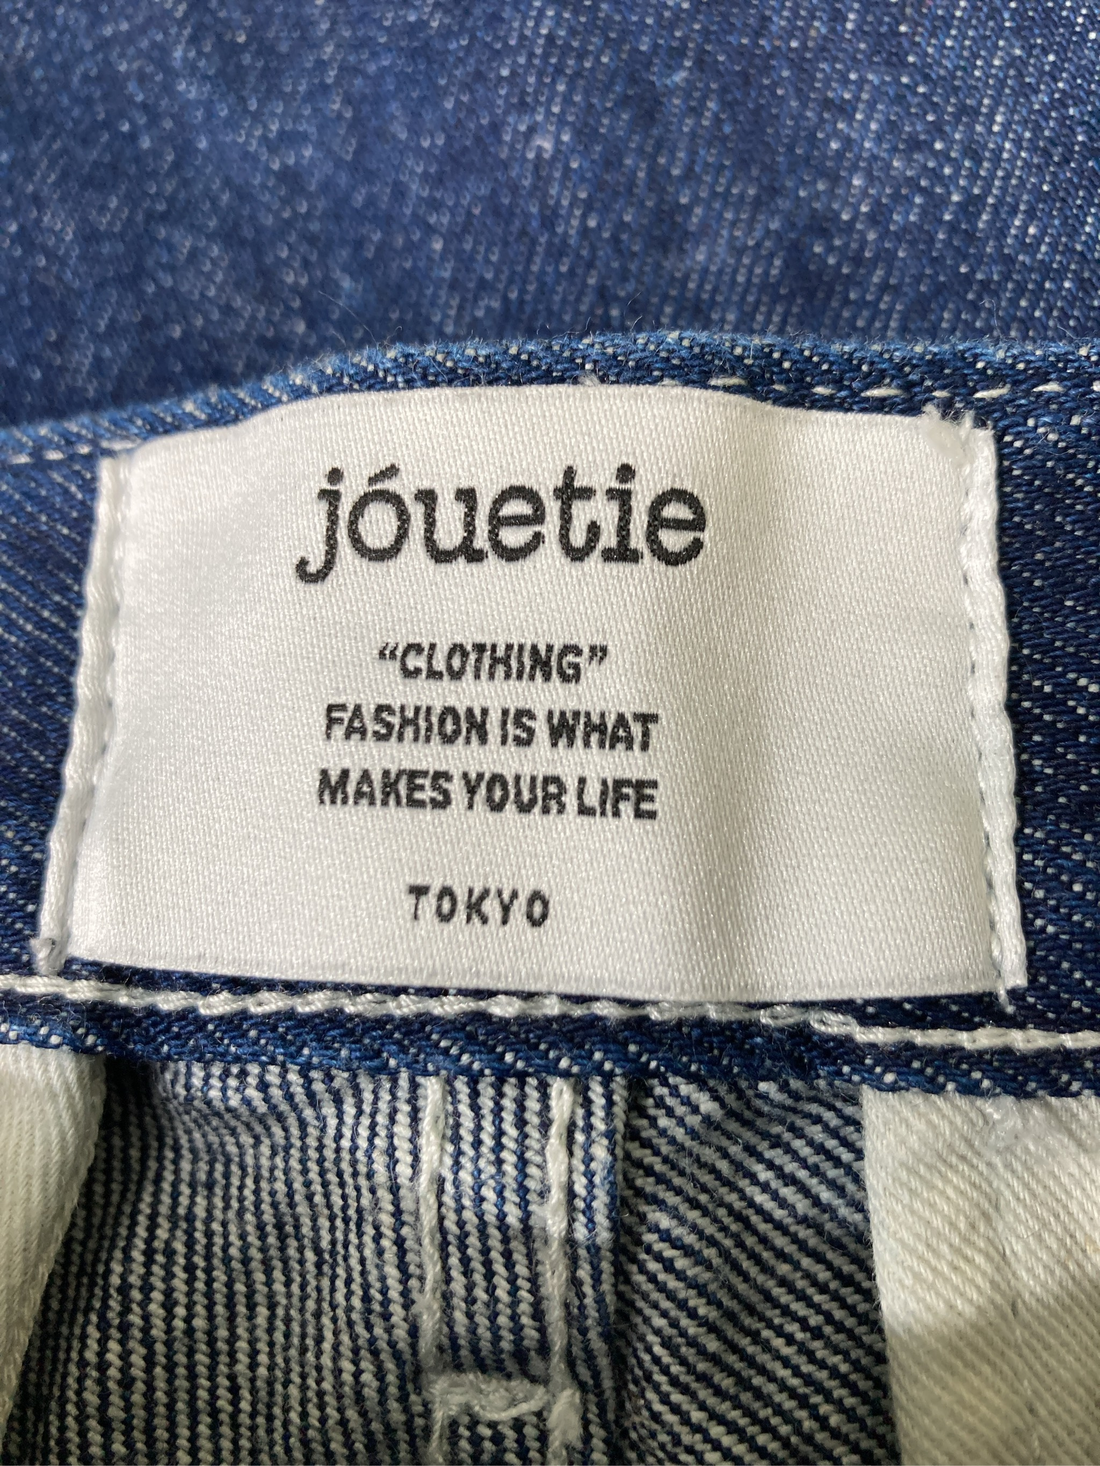 jóuetie
“CLOTHING”
FASHION IS WHAT
MAKES YOUR LIFE
TOKYO